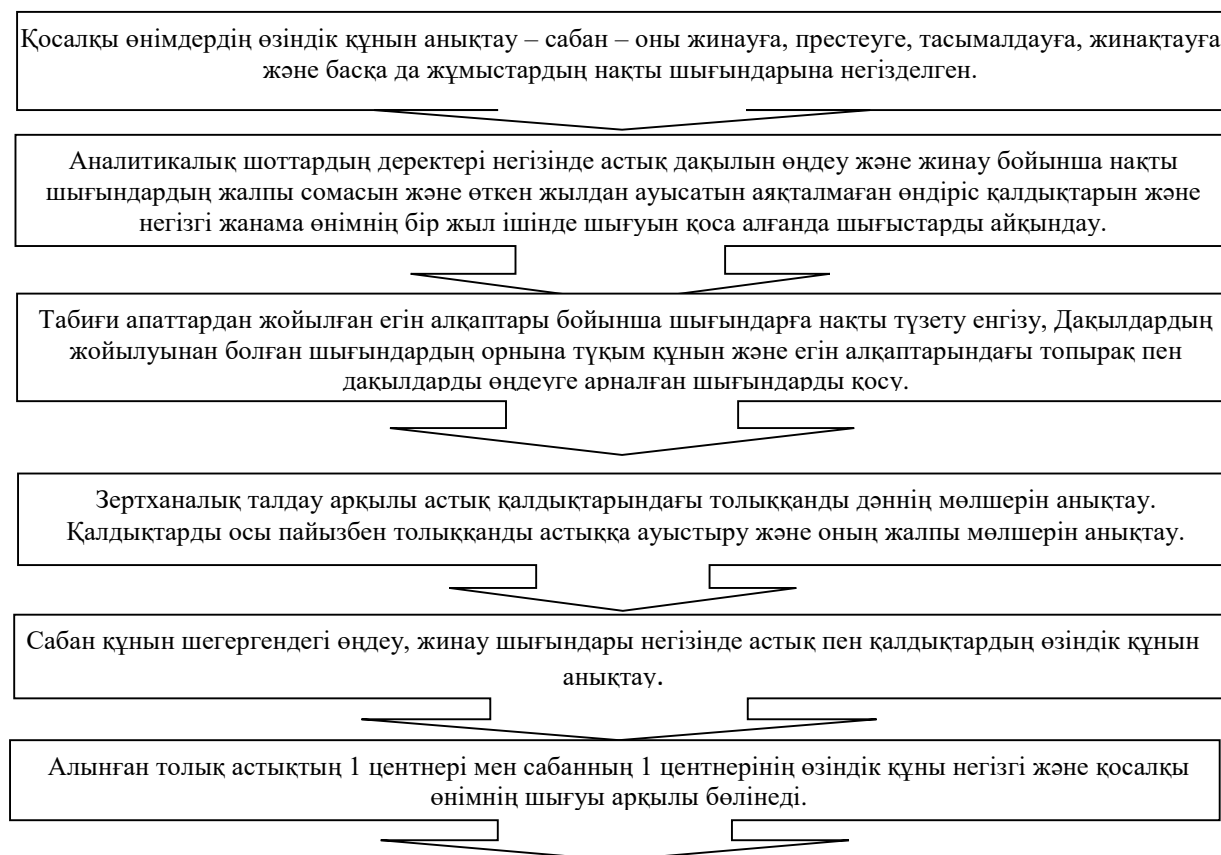 Қосалқы өнімдердің өзіндік құнын анықтау – сабан – оны жинауға, престеуге, тасымалдауға, жинақтауға
және басқа да жұмыстардың нақты шығындарына негізделген.
Аналитикалық шоттардың деректері негізінде астық дақылын өңдеу және жинау бойынша нақты
шығындардың жалпы сомасын және өткен жылдан ауысатын аяқталмаған өндіріс қалдықтарын және
негізгі жанама өнімнің бір жыл ішінде шығуын қоса алғанда шығыстарды айқындау.
Табиғи апаттардан жойылған егін алқаптары бойынша шығындарға нақты түзету енгізу, Дақылдардың
жойылуынан болған шығындардың орнына түқым құнын және егін алқаптарындағы топырақ пен
дақылдарды өңдеуге арналған шығындарды қосу.
Зертханалық талдау арқылы астық қалдықтарындағы толыққанды дәннің мөлшерін анықтау.
Қалдықтарды осы пайызбен толыққанды астыққа ауыстыру және оның жалпы мөлшерін анықтау.
Сабан құнын шегергендегі өңдеу, жинау шығындары негізінде астық пен қалдықтардың өзіндік құнын
анықтау.
Алынған толық астықтың 1 центнері мен сабанның 1 центнерінің өзіндік құны негізгі және қосалқы
өнімнің шығуы арқылы бөлінеді.